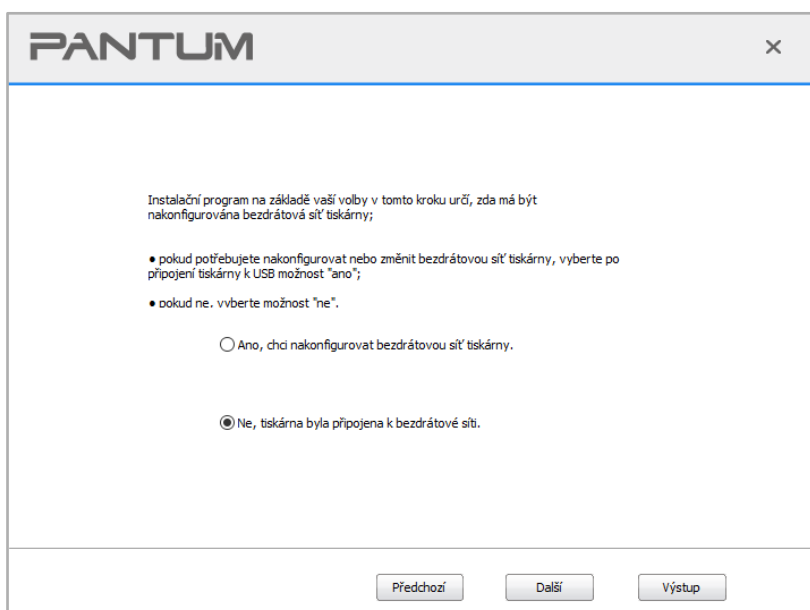 PANTUM
Instalační program na základě vaší volby v tomto kroku určí, zda má být
nakonfigurována bezdrátová síť tiskárny;
● pokud potřebujete nakonfigurovat nebo změnit bezdrátovou síť tiskárny, vyberte po
připojení tiskárny k USB možnost "ano";
● pokud ne, vyberte možnost "ne".
Ano, chci nakonfigurovat bezdrátovou síť tiskárny.
Ne, tiskárna byla připojena k bezdrátové síti.
Předchozí Další Výstup